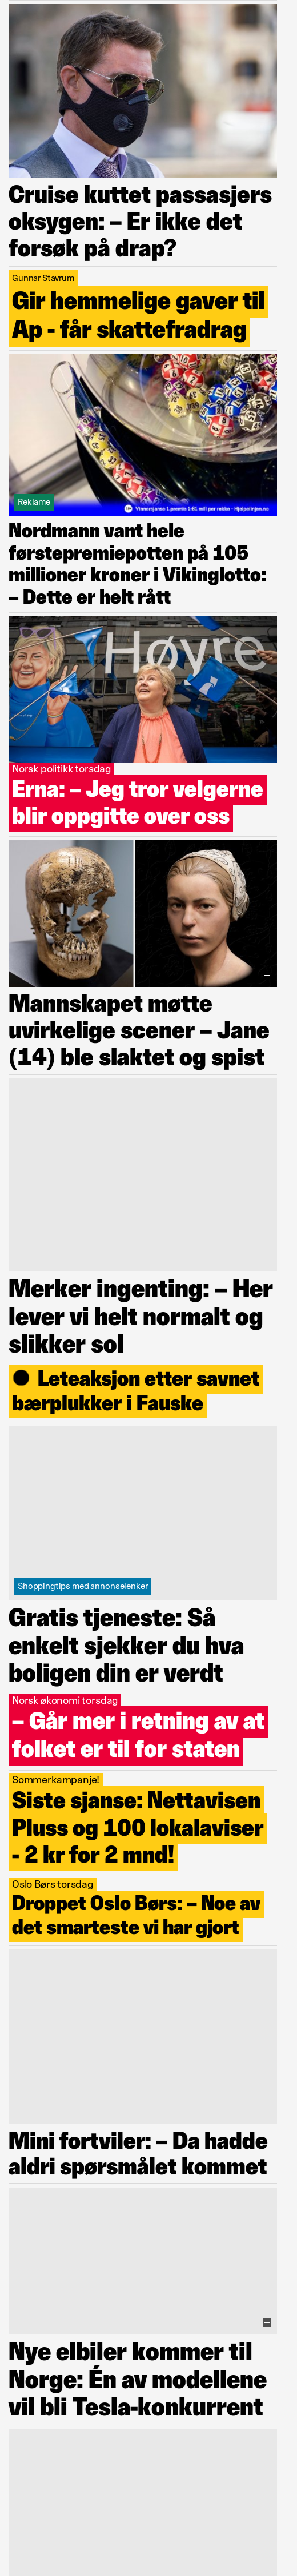 Cruise kuttet passasjers
oksygen: – Er ikke det
forsøk på drap?
Gunnar Stavrum
Gir hemmelige gaver til
Ap - får skattefradrag
Reklame
Vinnersjanse 1.premie 1:61 mill per rekke - Hjelpelinjen.no
Nordmann vant hele
førstepremiepotten på 105
millioner kroner i Vikinglotto:
– Dette er helt rått
Høyre
Norsk politikk torsdag
Erna: – Jeg tror velgerne
blir oppgitte over oss
Mannskapet møtte
uvirkelige scener – Jane
(14) ble slaktet og spist
Merker ingenting: – Her
lever vi helt normalt og
slikker sol
Leteaksjon etter savnet
bærplukker i Fauske
Shoppingtips med annonselenker
Gratis tjeneste: Så
enkelt sjekker du hva
boligen din er verdt
Norsk økonomi torsdag
– Går mer i retning av at
folket er til for staten
Sommerkampanje!
Siste sjanse: Nettavisen
Pluss og 100 lokalaviser
- 2 kr for 2 mnd!
Oslo Børs torsdag
Droppet Oslo Børs: – Noe av
det smarteste vi har gjort
Mini fortviler: – Da hadde
aldri spørsmålet kommet
Nye elbiler kommer til
Norge: Én av modellene
vil bli Tesla-konkurrent